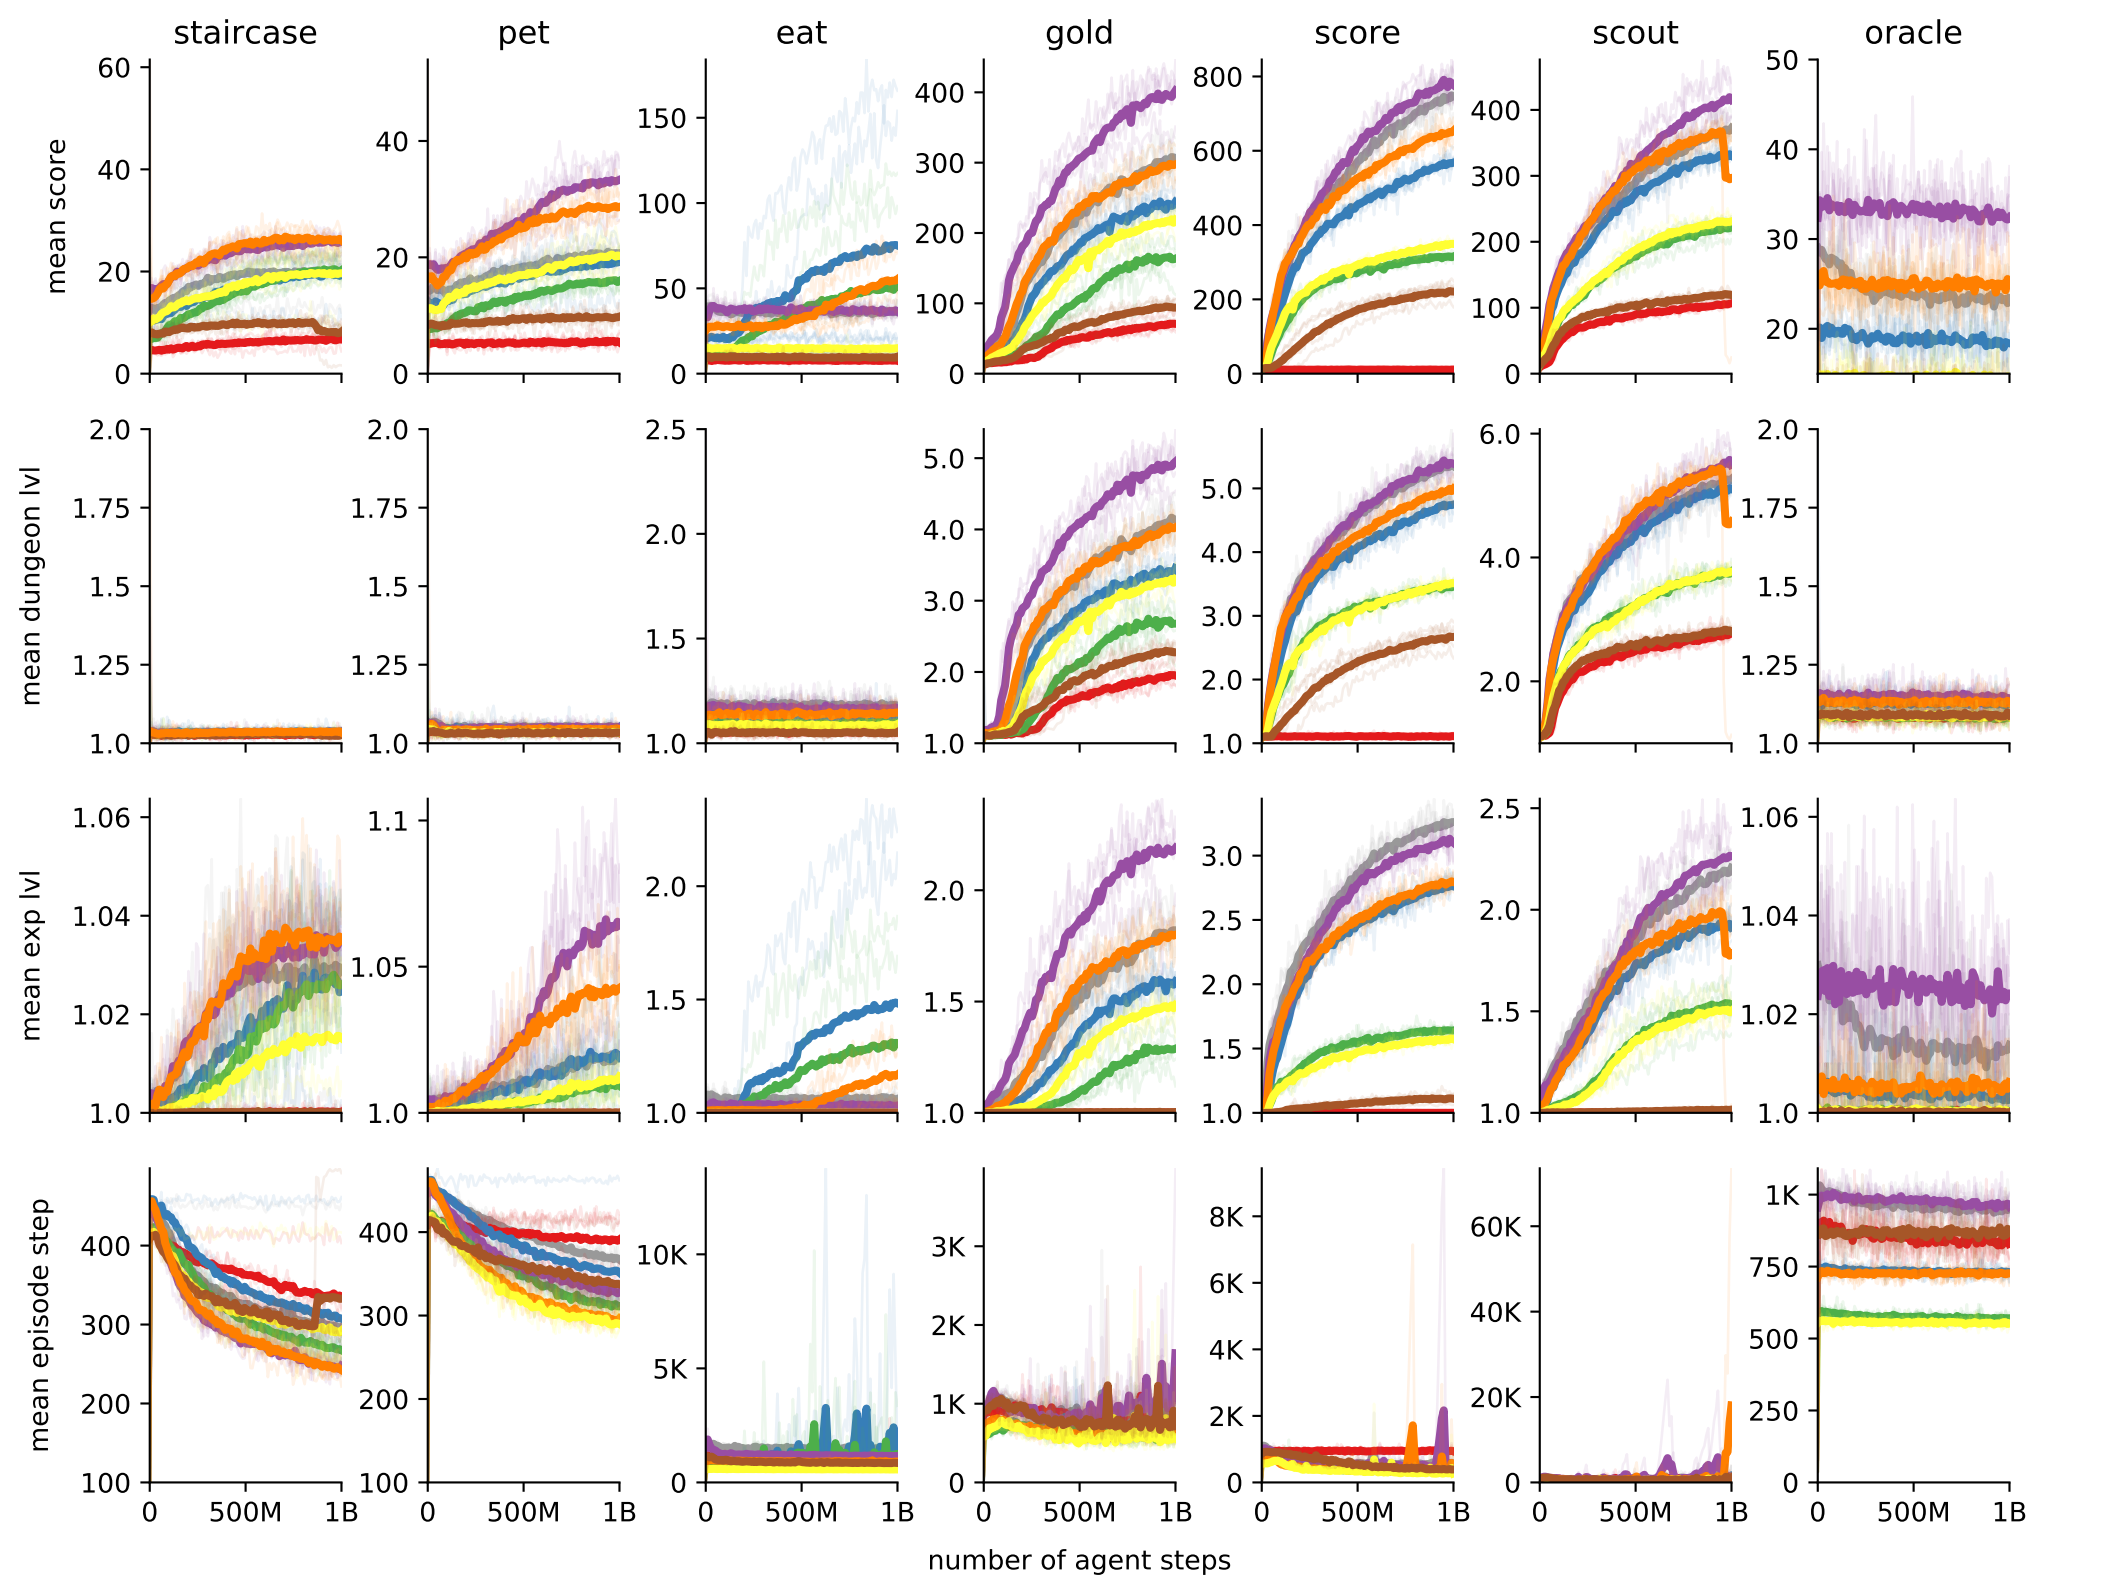 staircase pet eat gold score scout oracle
mean score
60 40 20 0
40 20 0
150 100 50 0
400 300 200 100 0
800 600 400 200 0
400 300 200 100 0
50 40 30 20
mean dungeon lvl
2.0 1.75 1.5 1.25 1.0
2.0 1.75 1.5 1.25 1.0
2.5 2.0 1.5 1.0
5.0 4.0 3.0 2.0 1.0
5.0 4.0 3.0 2.0 1.0
6.0 4.0 2.0
2.0 1.75 1.5 1.25 1.0
mean exp lvl
1.06 1.04 1.02 1.0
1.1 1.05 1.0
2.0 1.5 1.0
2.0 1.5 1.0
3.0 2.5 2.0 1.5 1.0
2.5 2.0 1.5 1.0
1.06 1.04 1.02 1.0
mean episode step
400 300 200 100
400 300 200 100
10K 5K 0
3K 2K 1K 0
8K 6K 4K 2K 0
60K 40K 20K 0
1K 750 500 250 0
0 500M 1B 0 500M 1B 0 500M 1B 0 500M 1B 0 500M 1B 0 500M 1B 0 500M 1B
number of agent steps